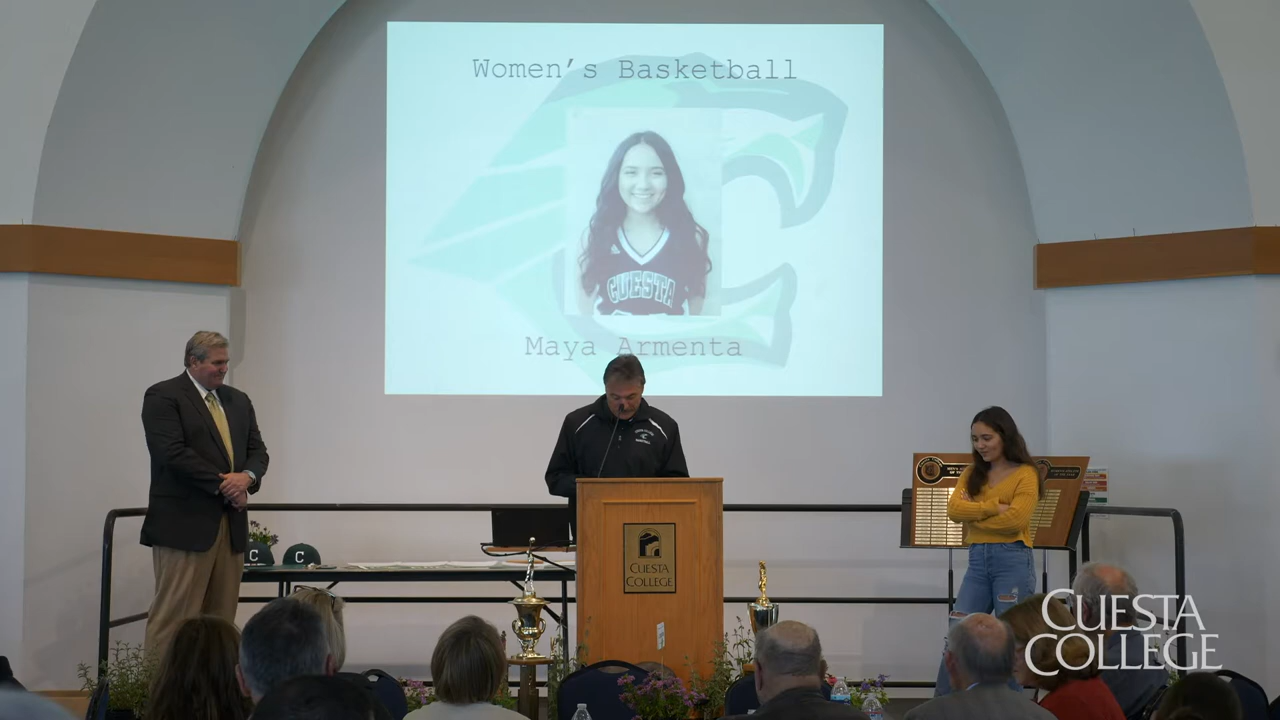 Women's Basketball
CUESTA
Maya Armenta
C
C
CUESTA
COLLEGE
CUESTA
COLLEGE